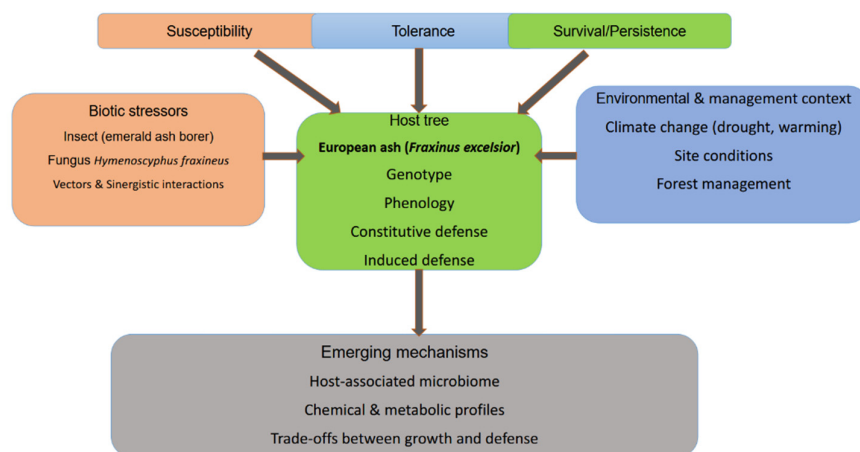 Susceptibility
Tolerance
Survival/Persistence
Biotic stressors
Insect (emerald ash borer)
Fungus Hymenoscyphus fraxineus
Vectors & Sinergistic interactions
Host tree
European ash (Fraxinus excelsior)
Genotype
Phenology
Constitutive defense
Induced defense
Environmental & management context
Climate change (drought, warming)
Site conditions
Forest management
Emerging mechanisms
Host-associated microbiome
Chemical & metabolic profiles
Trade-offs between growth and defense